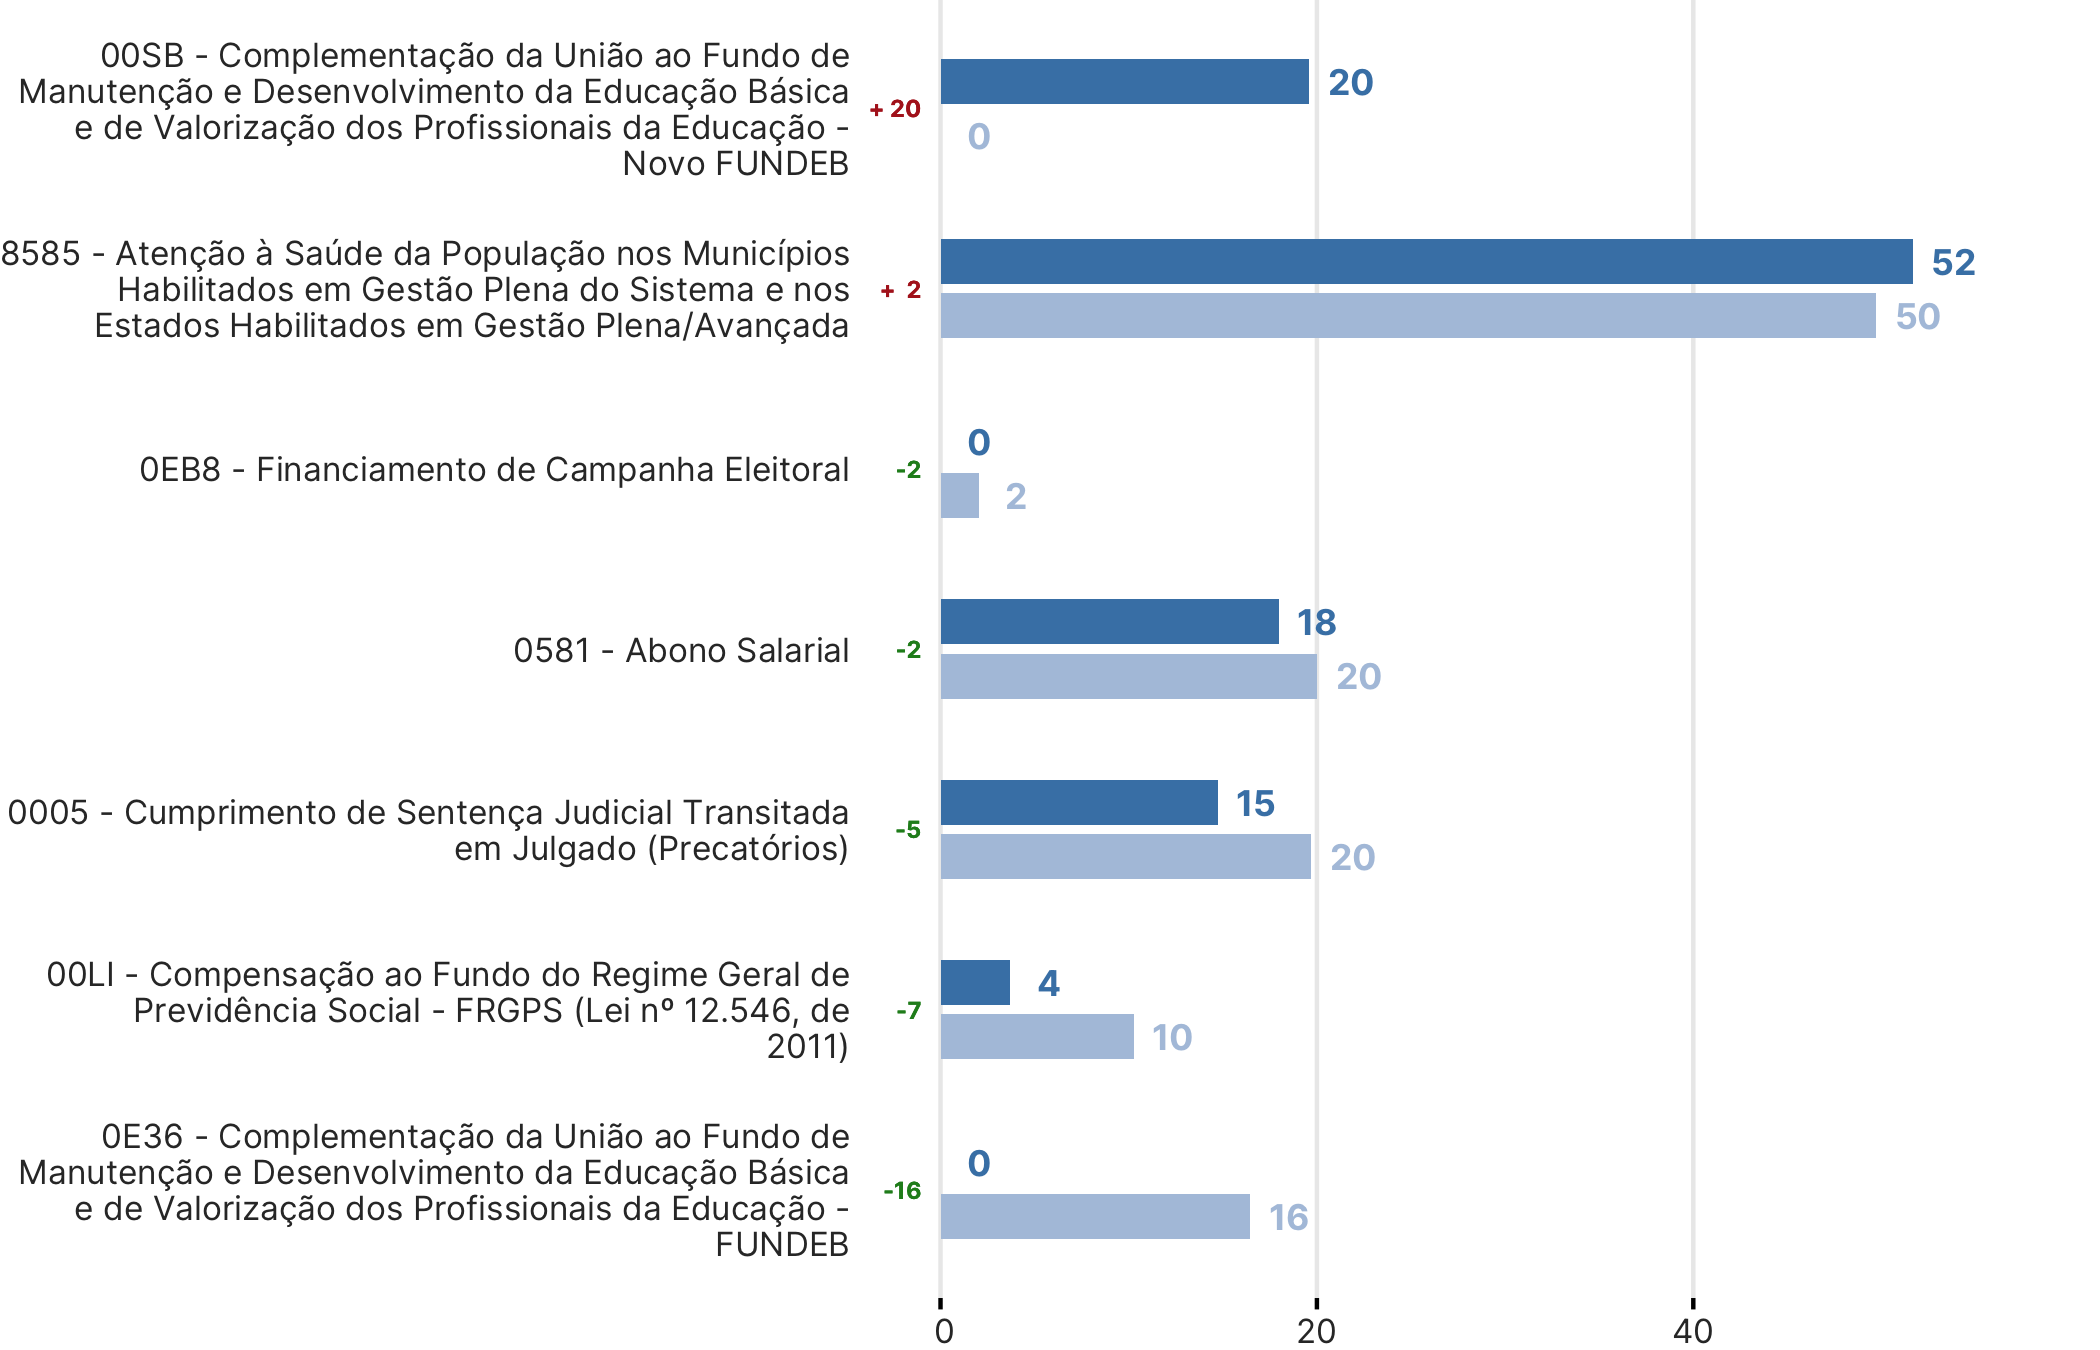 00SB - Complementação da União ao Fundo de
Manutenção e Desenvolvimento da Educação Básica
e de Valorização dos Profissionais da Educação -
Novo FUNDEB
+ 20
20
0
8585 - Atenção à Saúde da População nos Municípios
Habilitados em Gestão Plena do Sistema e nos
Estados Habilitados em Gestão Plena/Avançada
+ 2
52
50
0EB8 - Financiamento de Campanha Eleitoral
-2
0
2
0581 - Abono Salarial
-2
18
20
0005 - Cumprimento de Sentença Judicial Transitada
em Julgado (Precatórios)
-5
15
20
00LI - Compensação ao Fundo do Regime Geral de
Previdência Social - FRGPS (Lei nº 12.546, de
2011)
-7
4
10
0E36 - Complementação da União ao Fundo de
Manutenção e Desenvolvimento da Educação Básica
e de Valorização dos Profissionais da Educação -
FUNDEB
-16
0
16
0 20 40